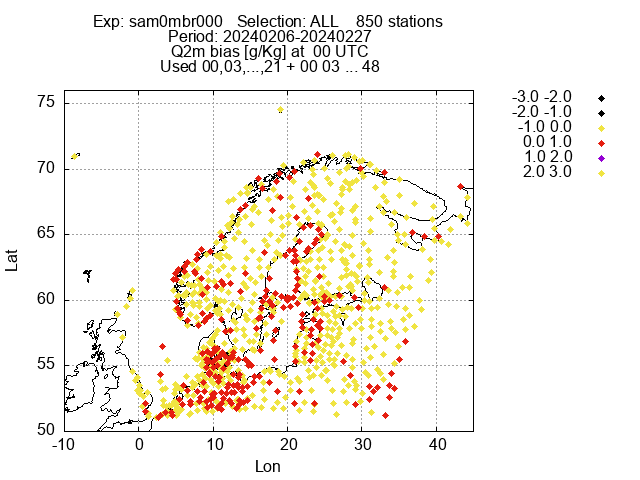 Exp: sam0mbr000 Selection: ALL 850 stations
Period: 20240206-20240227
Q2m bias [g/Kg] at 00 UTC
Used 00,03,...,21 + 00 03 ... 48
-3.0 -2.0
-2.0 -1.0
-1.0 0.0
0.0 1.0
1.0 2.0
2.0 3.0
75
70
65
60
55
50
Lat
-10 0 10 20 30 40
Lon